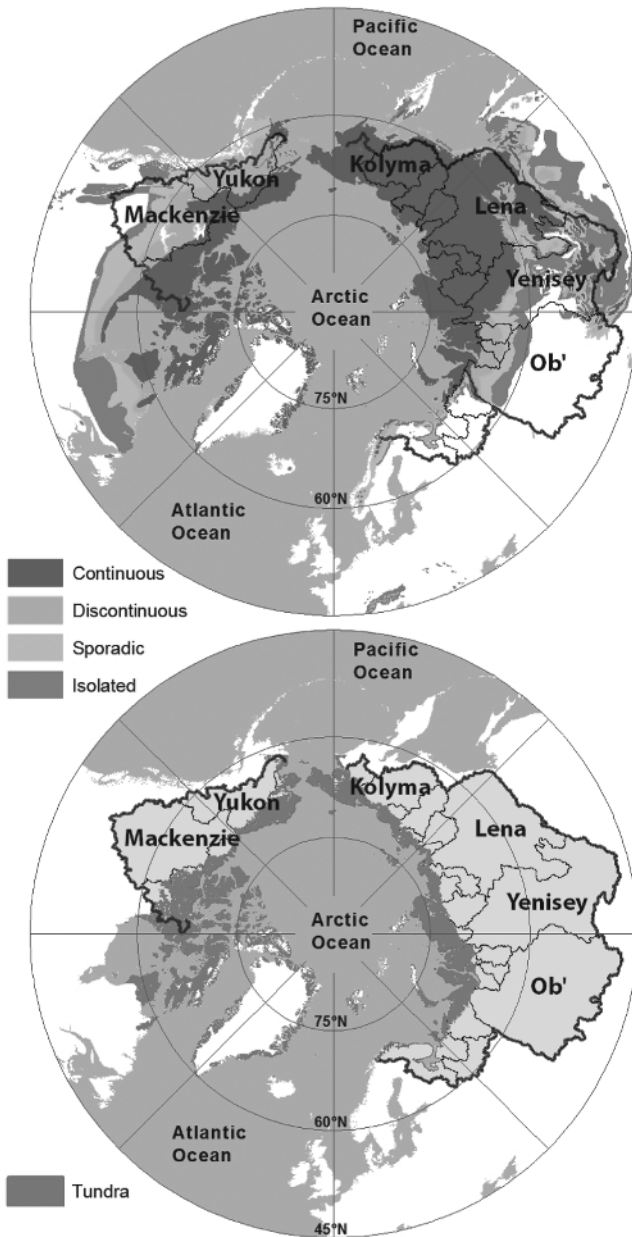 Pacific
Ocean
Kolyma
Yukon
Lena
Mackenzie
Yenisey
Arctic
Ocean
Ob'
75°N
60°N
Atlantic
Ocean
Continuous
Discontinuous
Sporadic
Isolated
Pacific
Ocean
Kolyma
Yukon
Lena
Mackenzie
Yenisey
Arctic
Ocean
Ob'
75°N
60°N
Atlantic
Ocean
Tundra
45°N